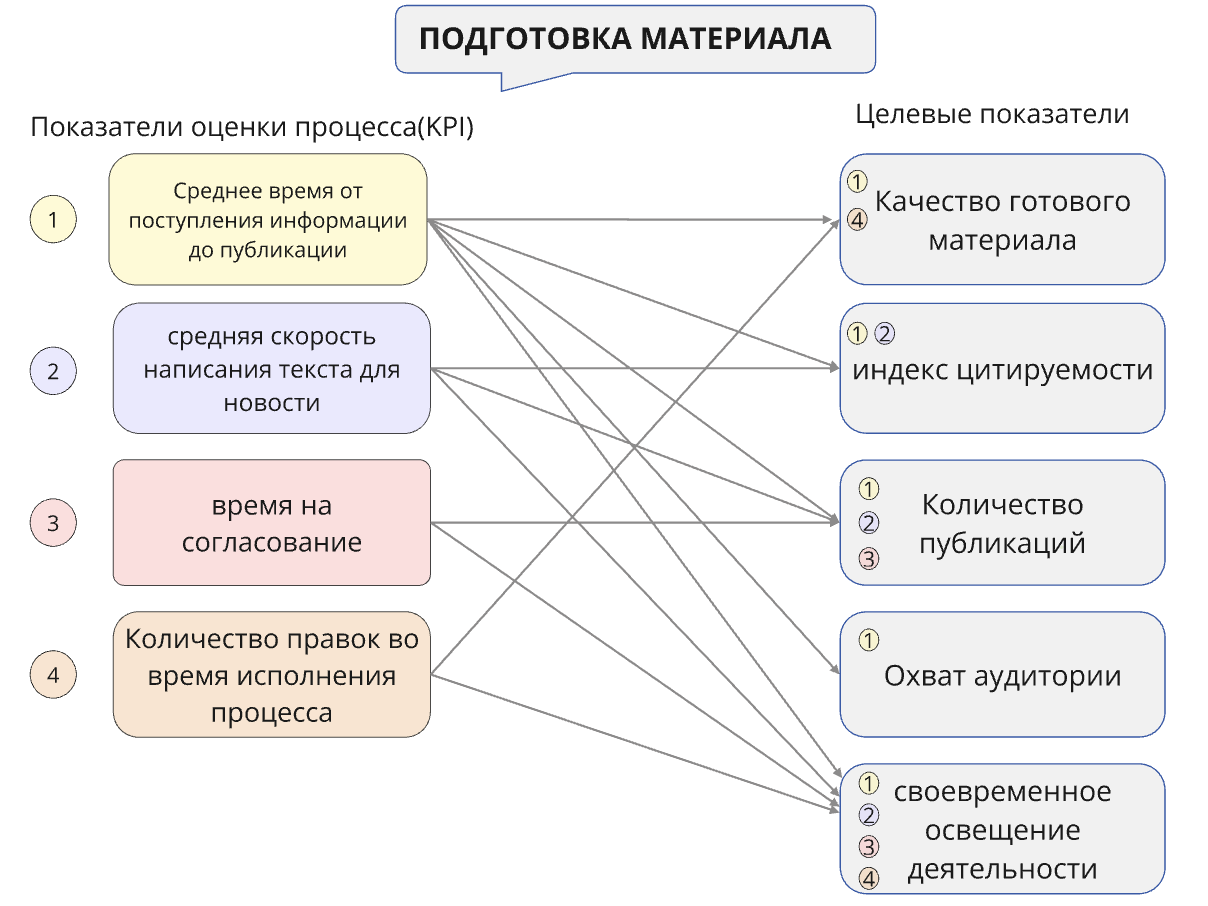 ПОДГОТОВКА МАТЕРИАЛА
Показатели оценки процесса(KPI)
Целевые показатели
1
Среднее время от
поступления информации
до публикации
2
средняя скорость
написания текста для
новости
3
время на
согласование
4
Количество правок во
время исполнения
процесса
1
4
Качество готового
материала
1 2
индекс цитируемости
1
2
3
Количество
публикаций
1
Охват аудитории
1
2
3
4
своевременное
освещение
деятельности